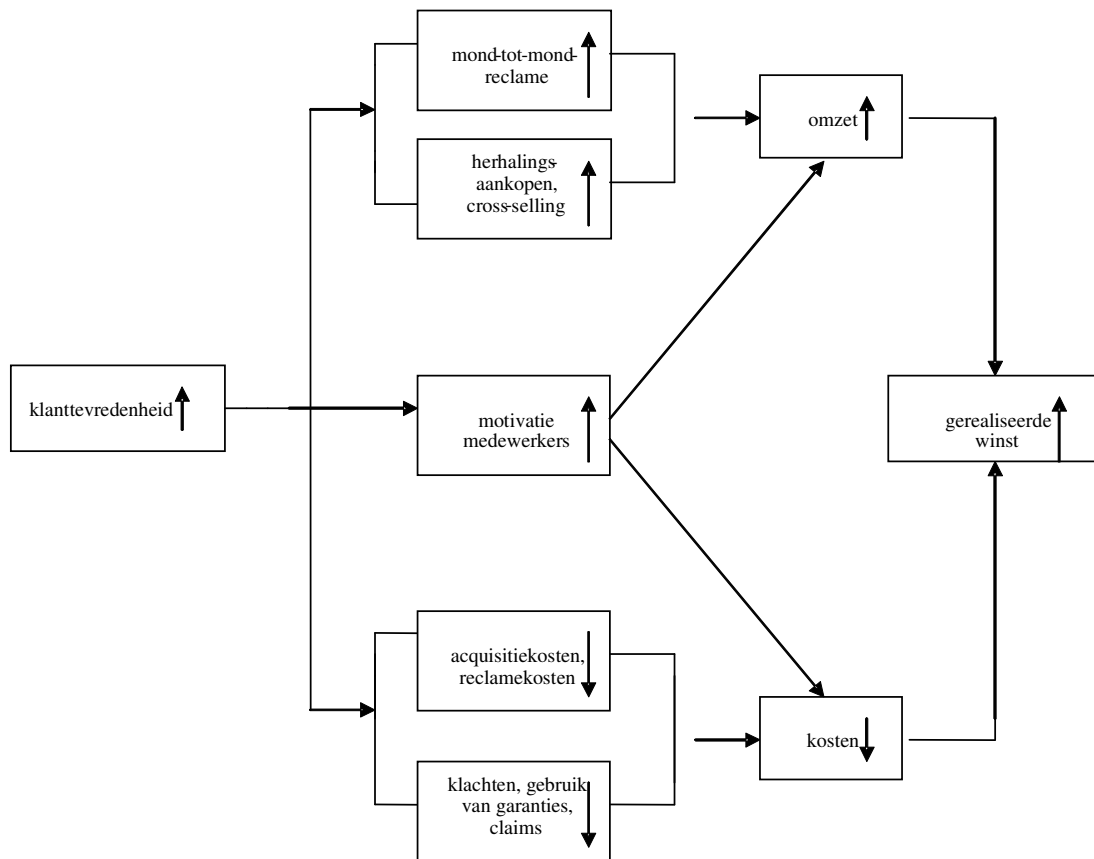 mond-tot-mond-
reclame
omzet
herhalings-
aankopen,
cross-selling
klanttevredenheid
motivatie
medewerkers
gerealiseerde
winst
acquisitiekosten,
reclamekosten
kosten
klachten, gebruik
van garanties,
claims